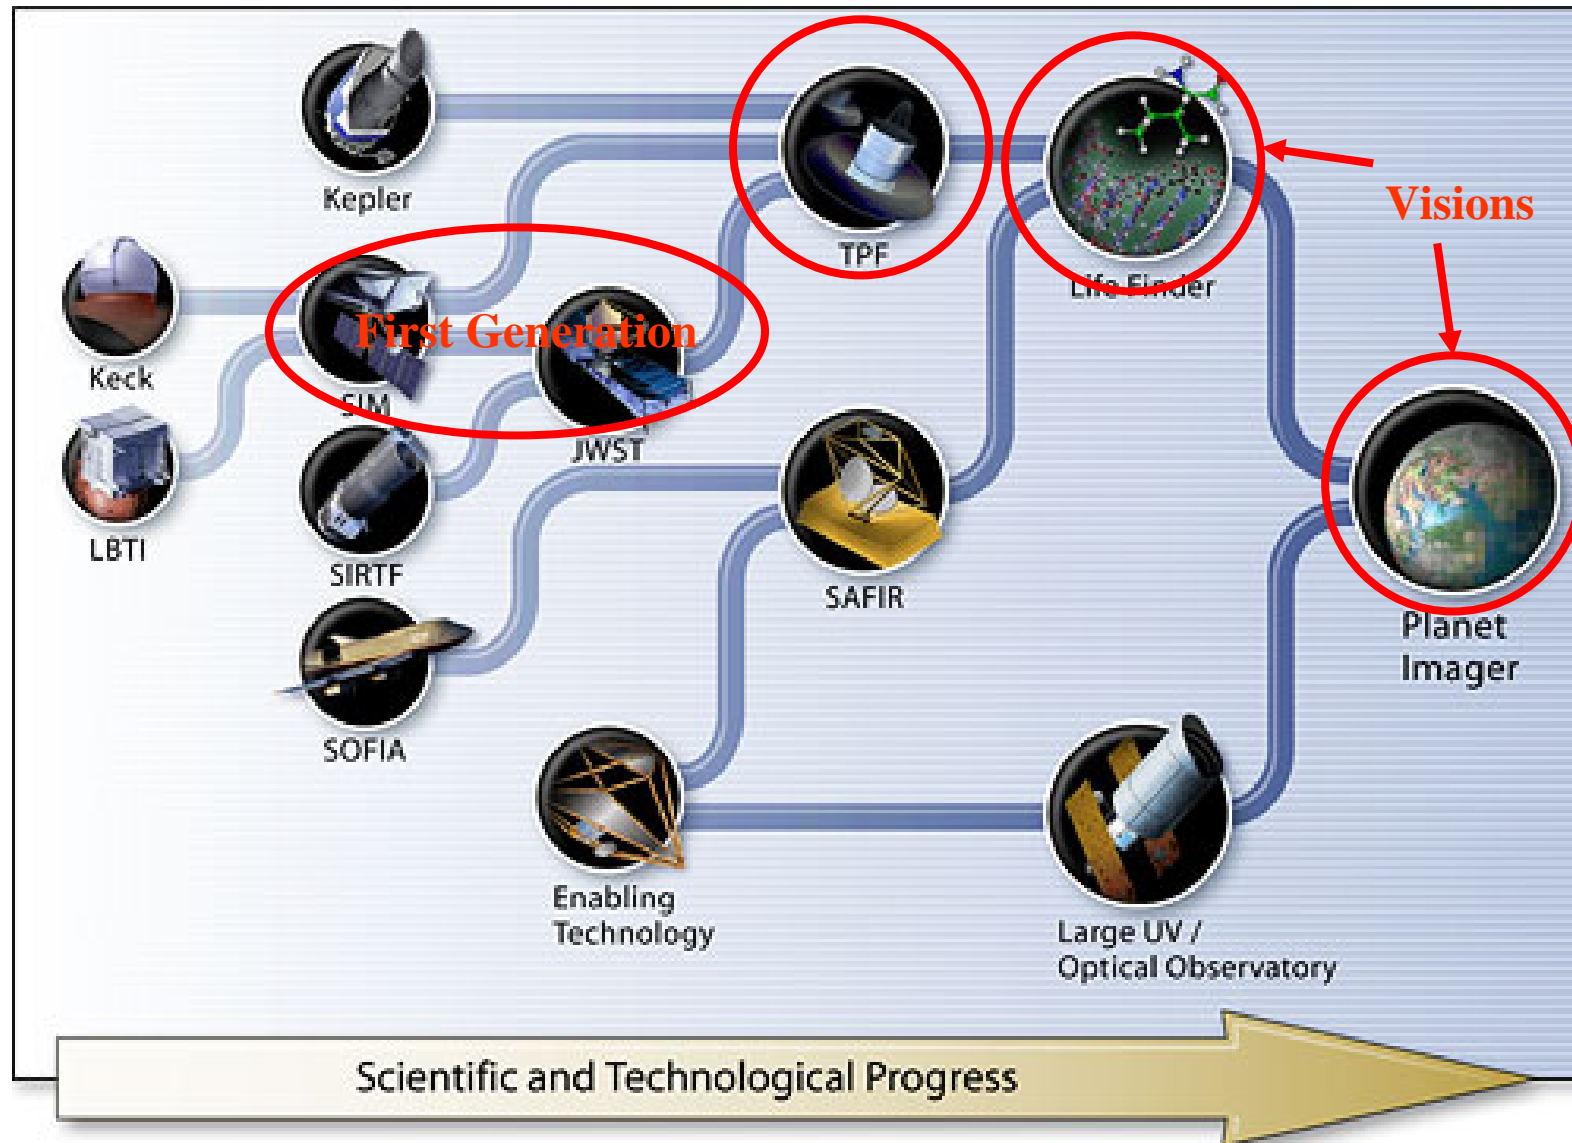 Kepler
TPF
Life Finder
Visions
Keck
SIM
First Generation
JWST
LBTI
SIRTF
SAFIR
Planet
Imager
SOFIA
Enabling
Technology
Large UV /
Optical Observatory
Scientific and Technological Progress